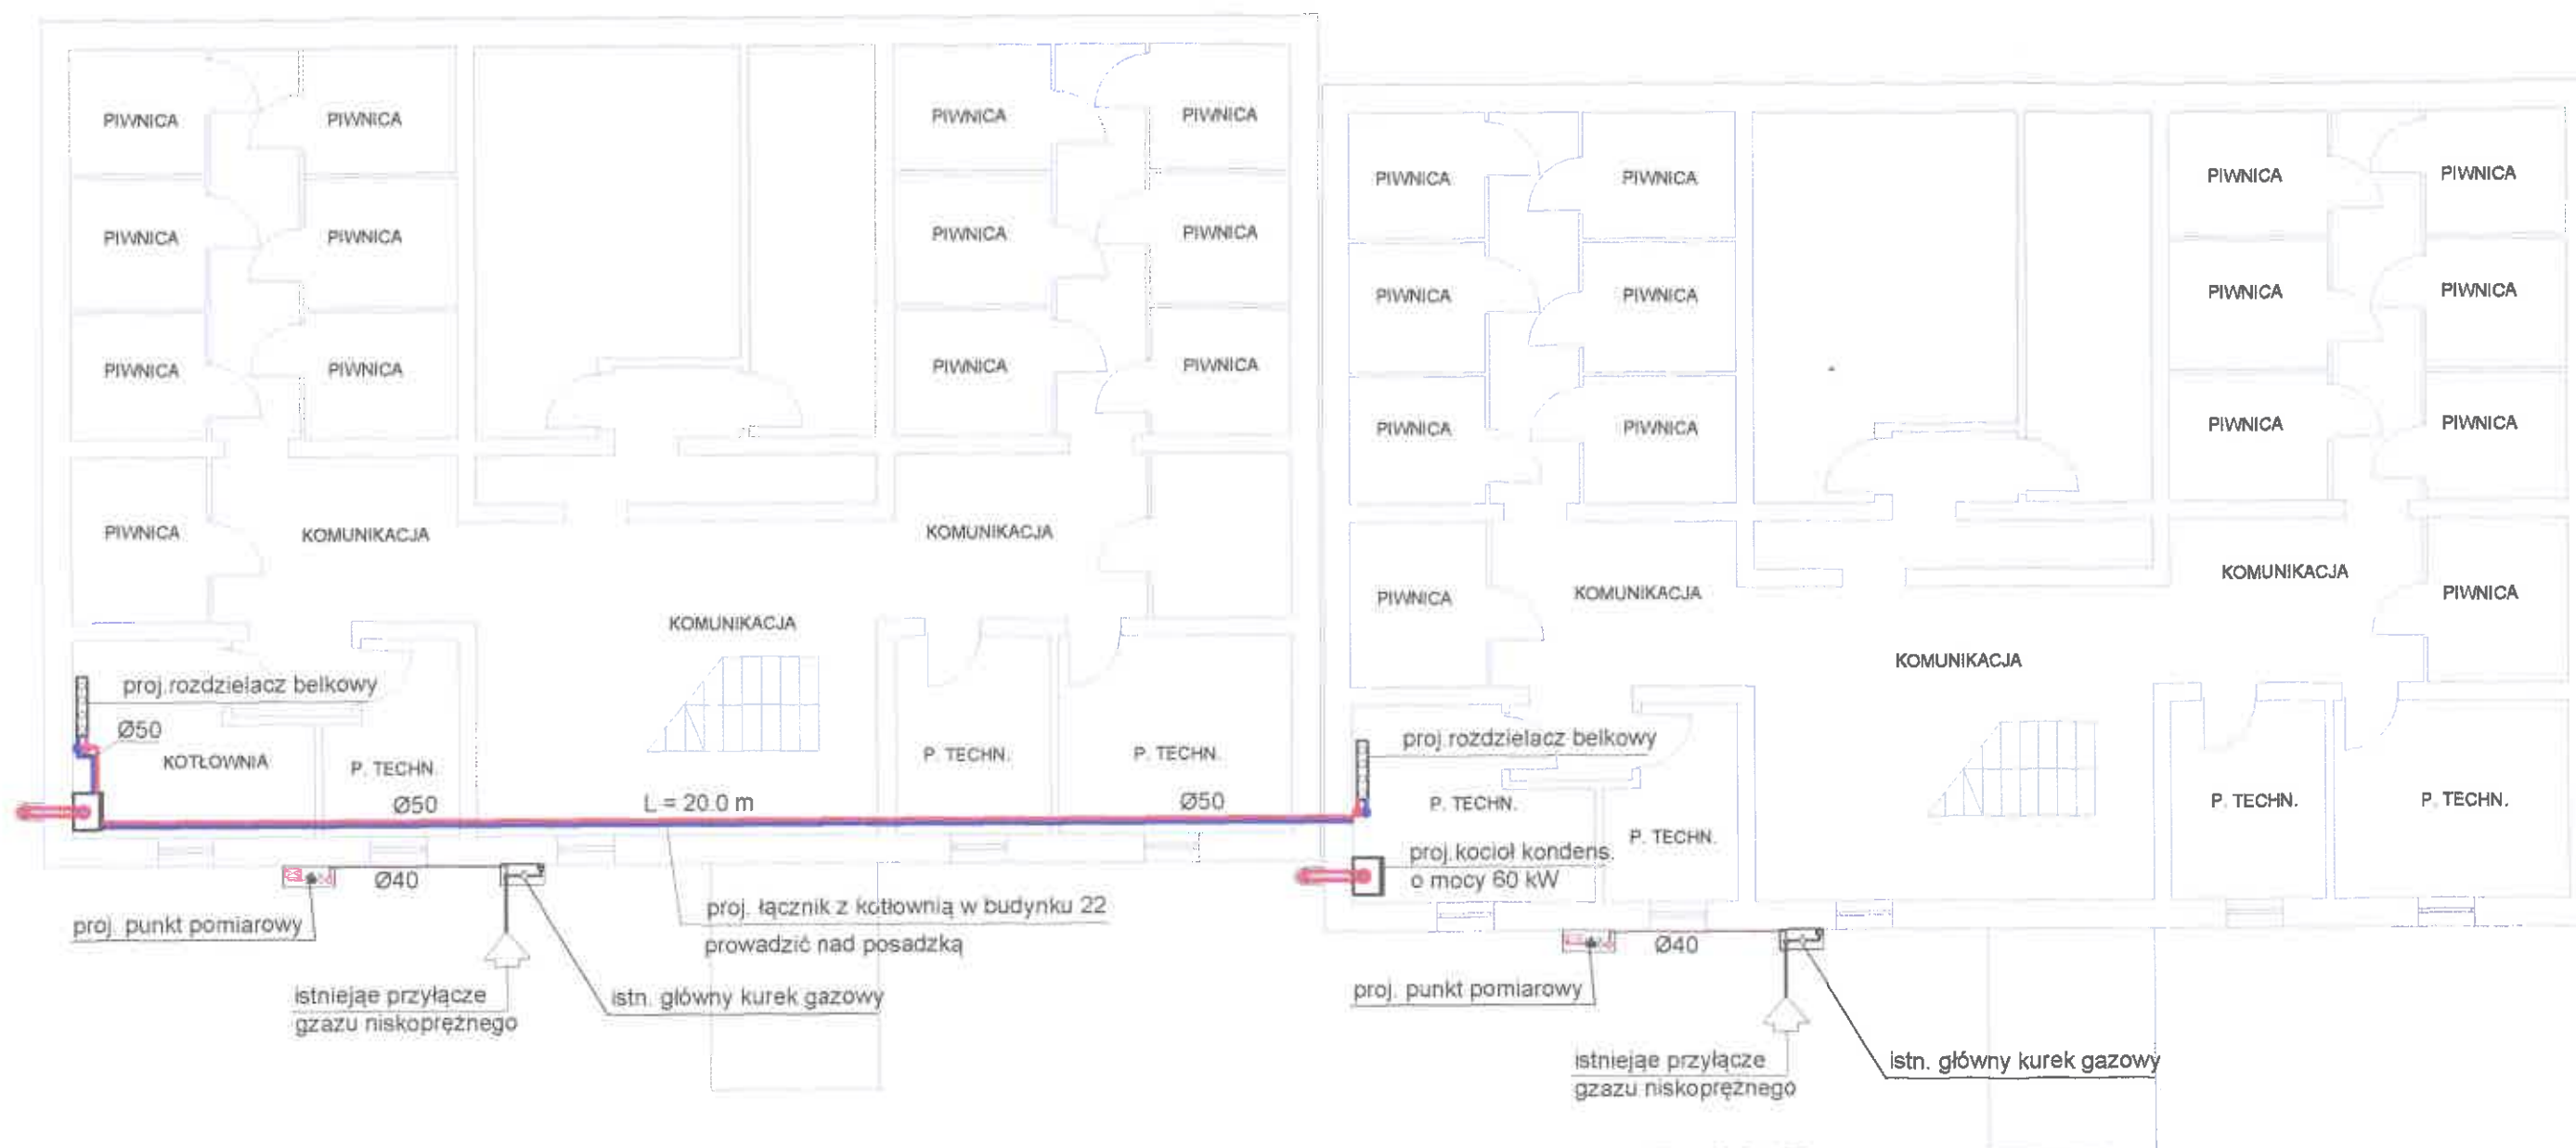 PIWNICA PIWNICA PIWNICA PIWNICA
PIWNICA PIWNICA PIWNICA PIWNICA
PIWNICA PIWNICA PIWNICA PIWNICA
PIWNICA KOMUNIKACJA KOMUNIKACJA
KOMUNIKACJA
proj.rozdzielacz belkowy
Ø50
KOTŁOWNIA P. TECHN. P. TECHN. P. TECHN.
Ø50 L = 20.0 m Ø50
Ø40
proj. punkt pomiarowy
proj. łącznik z kotłownią w budynku 22
prowadzić nad posadzką
istniejąe przyłącze
gzazu niskoprężnego
istn. główny kurek gazowy
PIWNICA PIWNICA PIWNICA PIWNICA
PIWNICA PIWNICA PIWNICA PIWNICA
PIWNICA PIWNICA PIWNICA PIWNICA
PIWNICA KOMUNIKACJA KOMUNIKACJA PIWNICA
KOMUNIKACJA
proj.rozdzielacz belkowy
P. TECHN. P. TECHN. P. TECHN. P. TECHN.
proj.kocioł kondens.
o mocy 60 kW
Ø40
proj. punkt pomiarowy
istniejąe przyłącze
gzazu niskoprężnego
istn. główny kurek gazowy